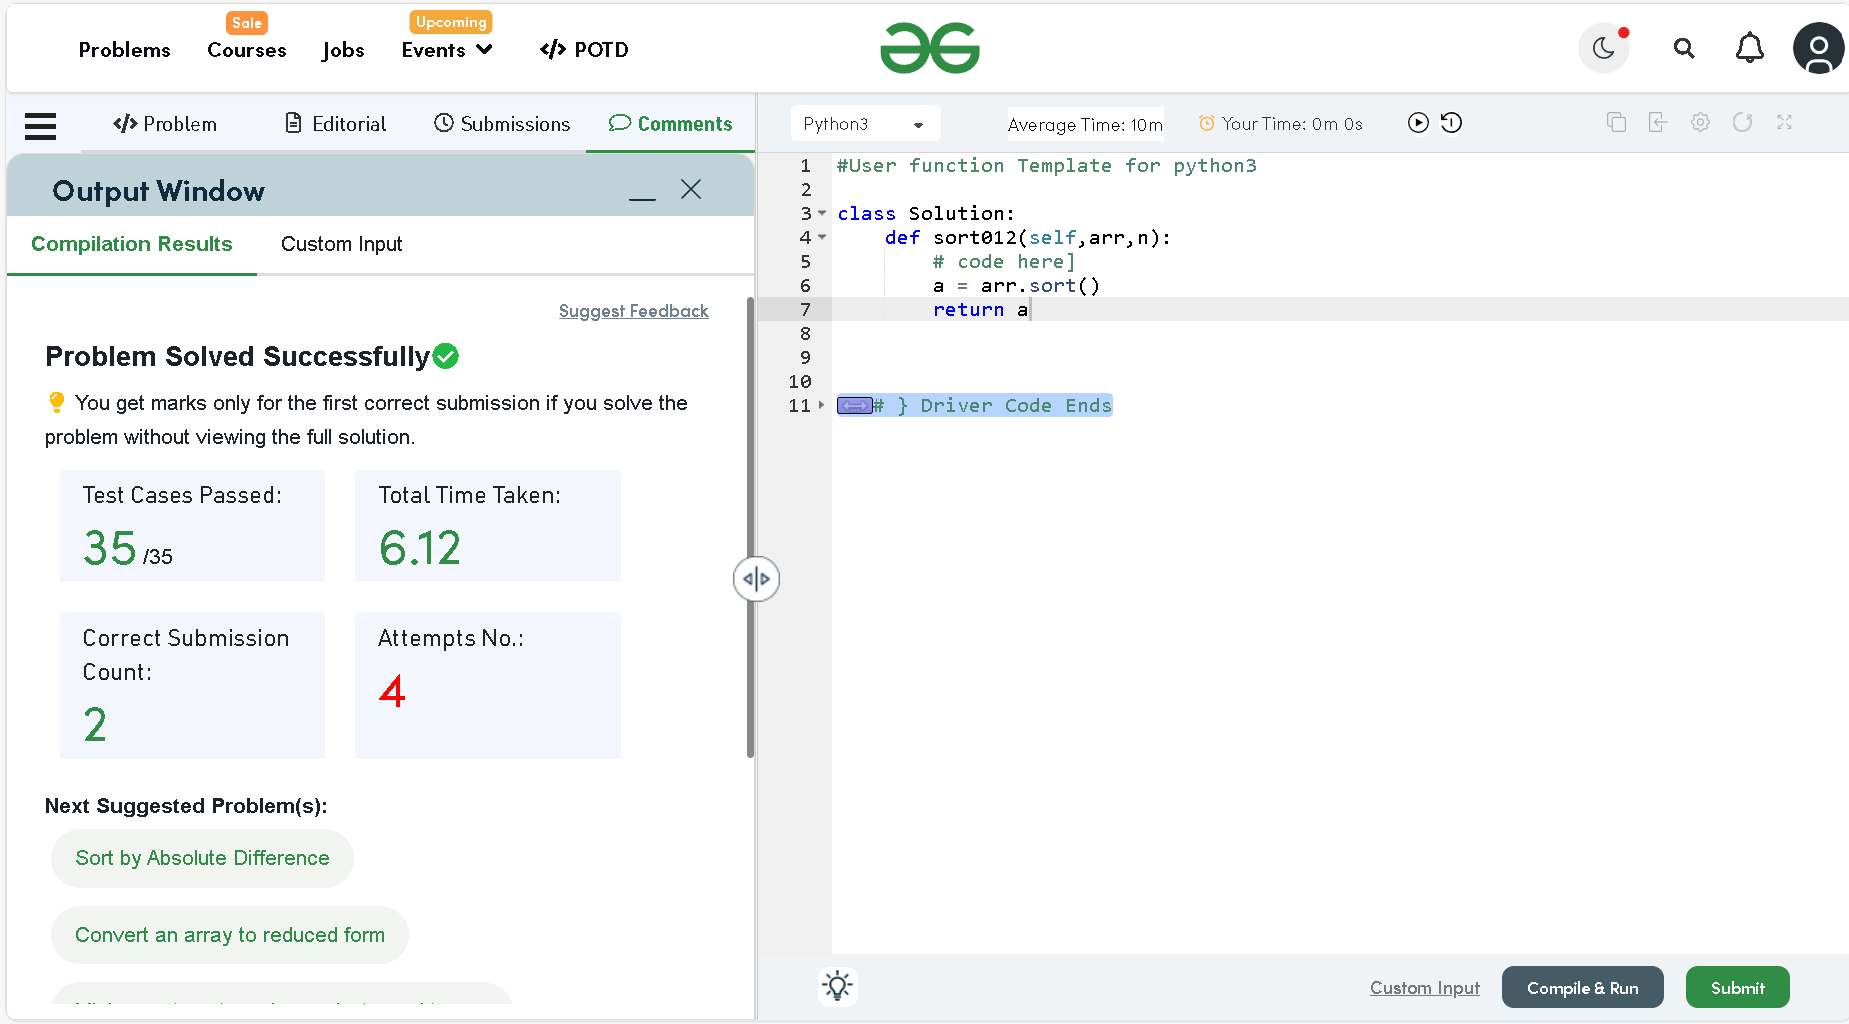 Sale
Upcoming
Problems Courses Jobs Events </> POTD
</> Problem Editorial Submissions Comments
Output Window
Compilation Results Custom Input
Suggest Feedback
Problem Solved Successfully
You get marks only for the first correct submission if you solve the
problem without viewing the full solution.
Test Cases Passed:
35 /35
Total Time Taken:
6.12
Correct Submission
Count:
2
Attempts No.:
4
Next Suggested Problem(s):
Sort by Absolute Difference
Convert an array to reduced form
Python3 Average Time: 10m Your Time: 0m 0s
1 #User function Template for python3
2
3 class Solution:
4 def sort012(self,arr,n):
5 # code here]
6 a = arr.sort()
7 return a
8
9
10
11 # } Driver Code Ends
Custom Input Compile & Run Submit